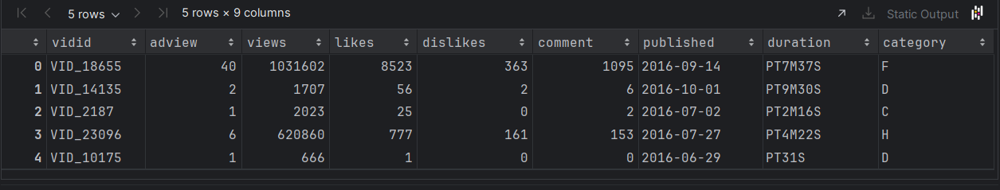 5 rows 5 rows × 9 columns Static Output
vidid adview views likes dislikes comment published duration category
0 VID_18655 40 1031602 8523 363 1095 2016-09-14 PT7M37S F
1 VID_14135 2 1707 56 2 6 2016-10-01 PT9M30S D
2 VID_2187 1 2023 25 0 2 2016-07-02 PT2M16S C
3 VID_23096 6 620860 777 161 153 2016-07-27 PT4M22S H
4 VID_10175 1 666 1 0 0 2016-06-29 PT31S D